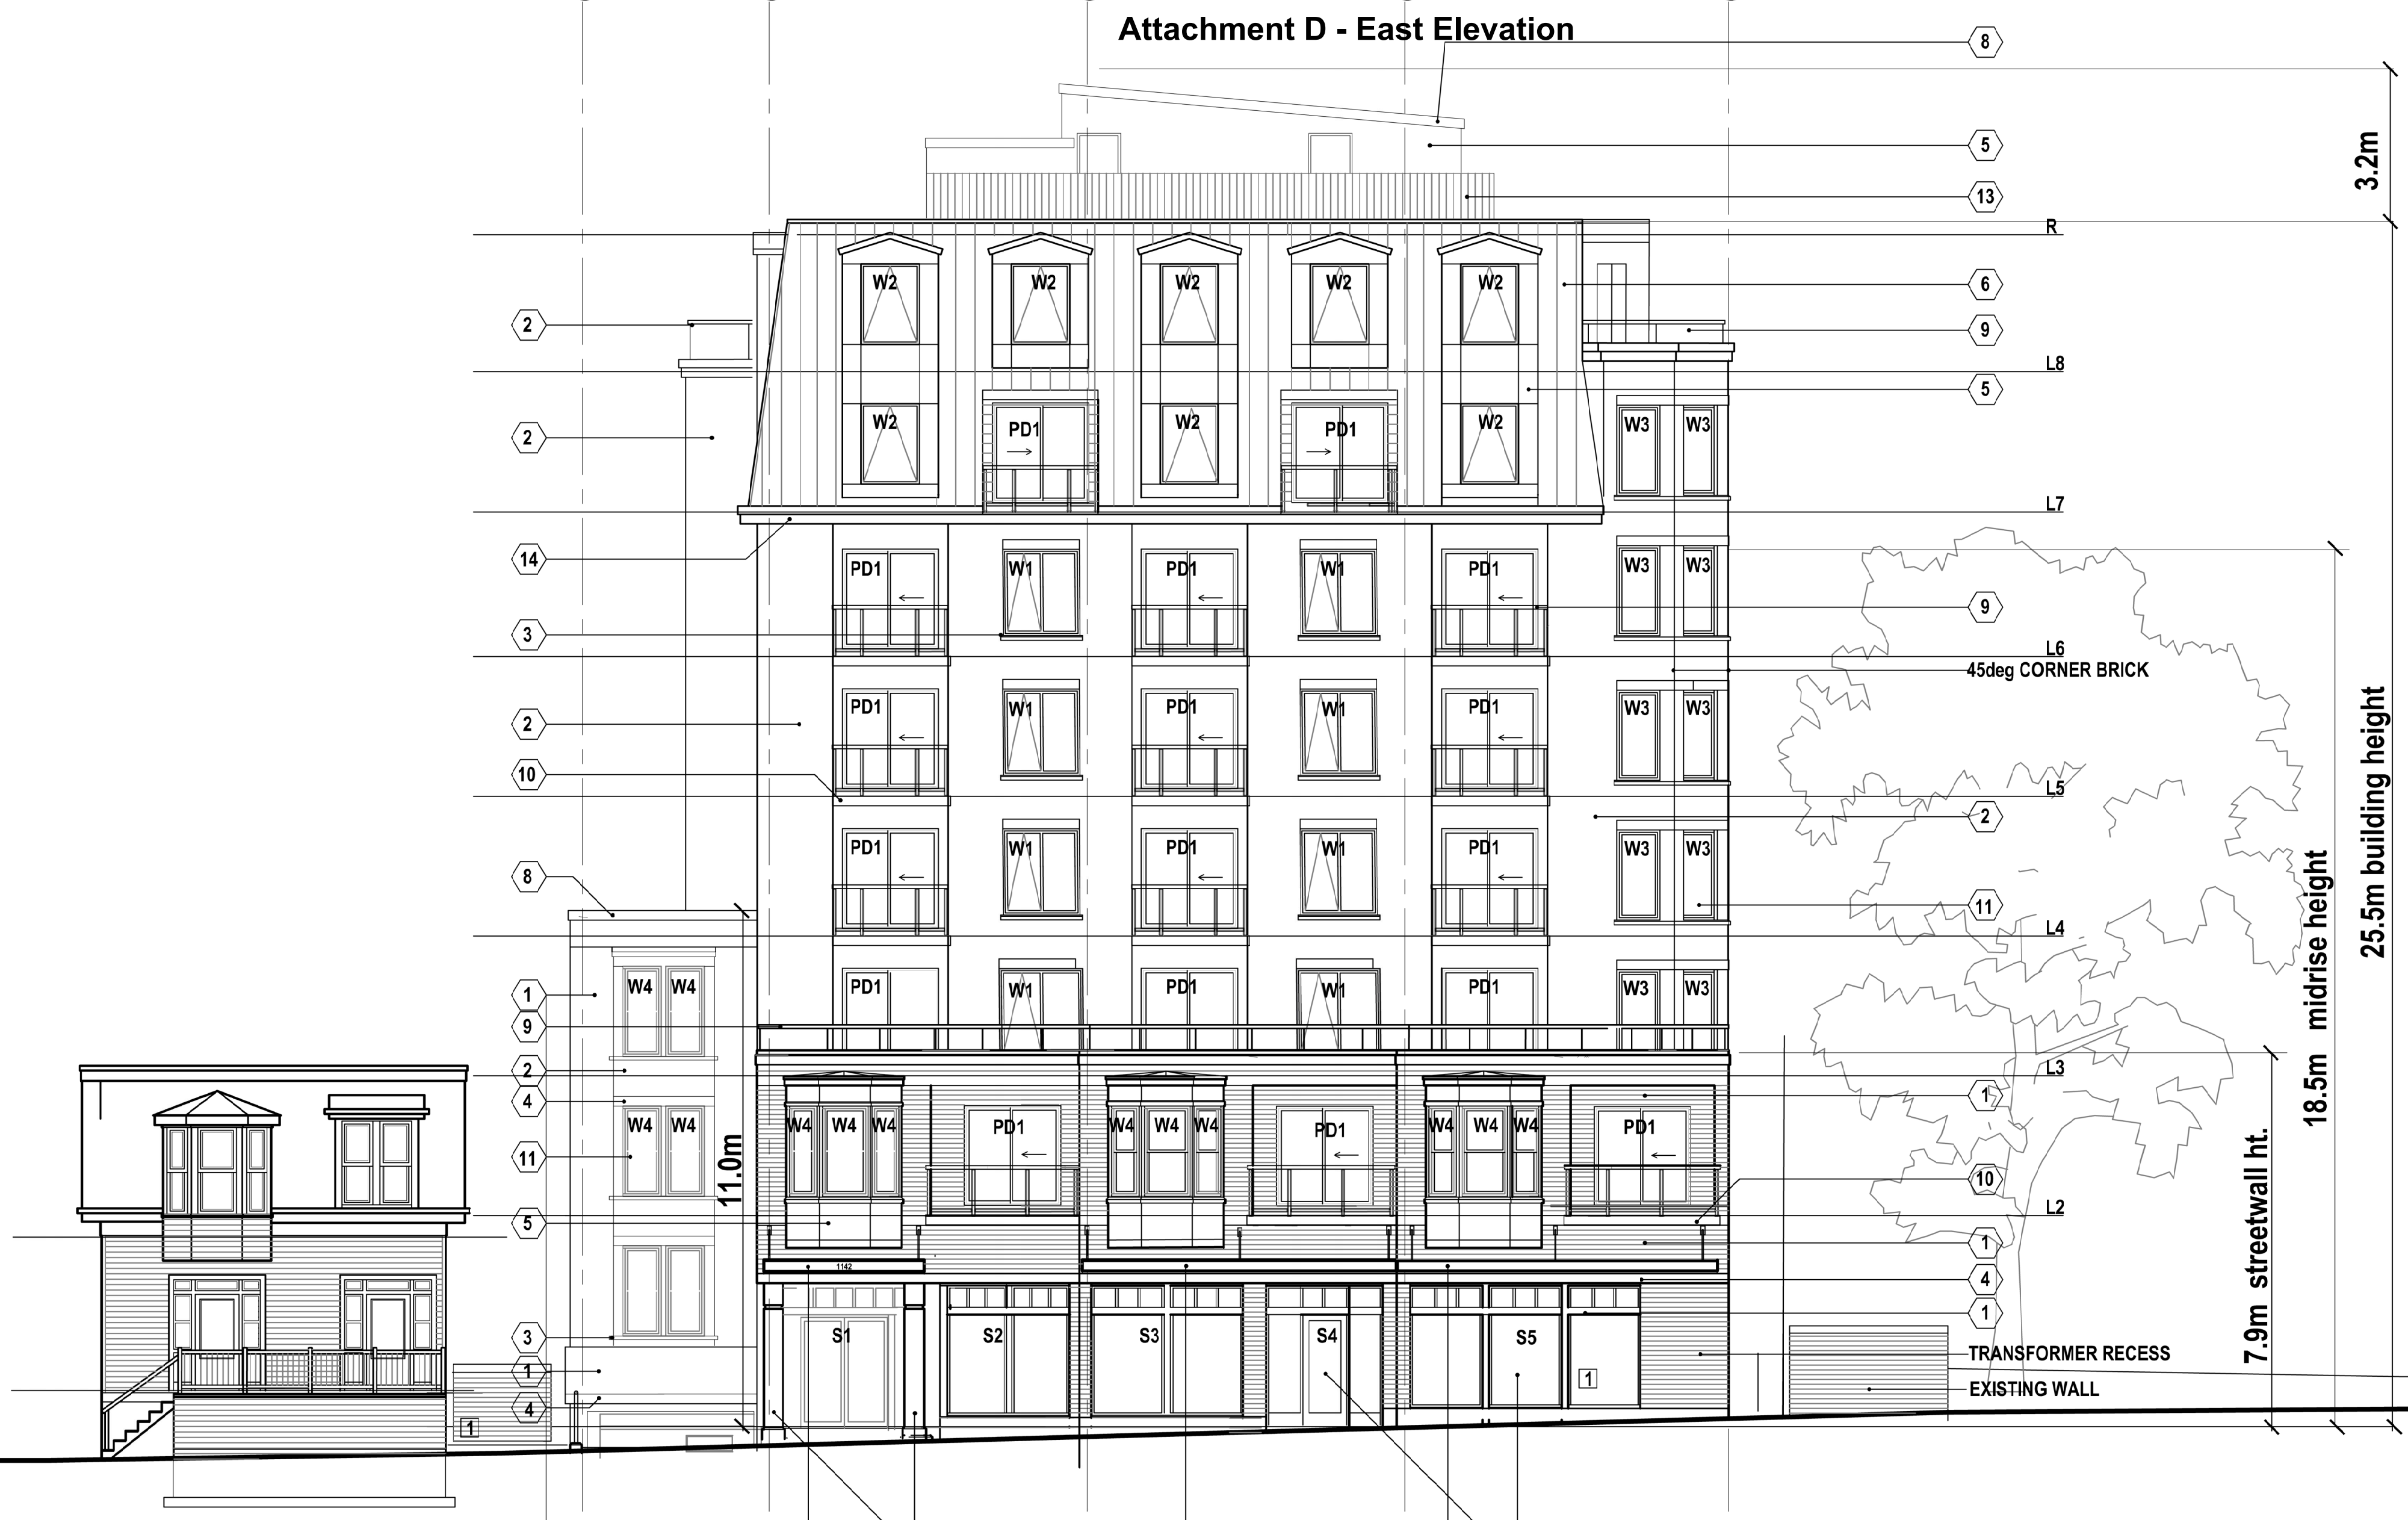 Attachment D - East Elevation
8
5
3.2m
13
R
W2 W2 W2 W2 W2
6
2
9
L8
5
W2 PD1 W2 PD1 W2 W3 W3
2
L7
14
PD1 W1 PD1 W1 PD1 W3 W3
9
3
L6
45deg CORNER BRICK
PD1 W1 PD1 W1 PD1 W3 W3
2
10
L5
2
25.5m building height
PD1 W1 PD1 W1 PD1 W3 W3
8
11
L4
18.5m midrise height
1
W4 W4 PD1 W1 PD1 W1 PD1 W3 W3
9
2
L3
4
1
W4 W4 W4 W4 W4 PD1 W4 W4 W4 PD1 W4 W4 W4 PD1
11
11.0m
7.9m streetwall ht.
10
5
L2
1
1142
4
1
3
S1 S2 S3 S4 S5
TRANSFORMER RECESS
1
1
EXISTING WALL
4
1